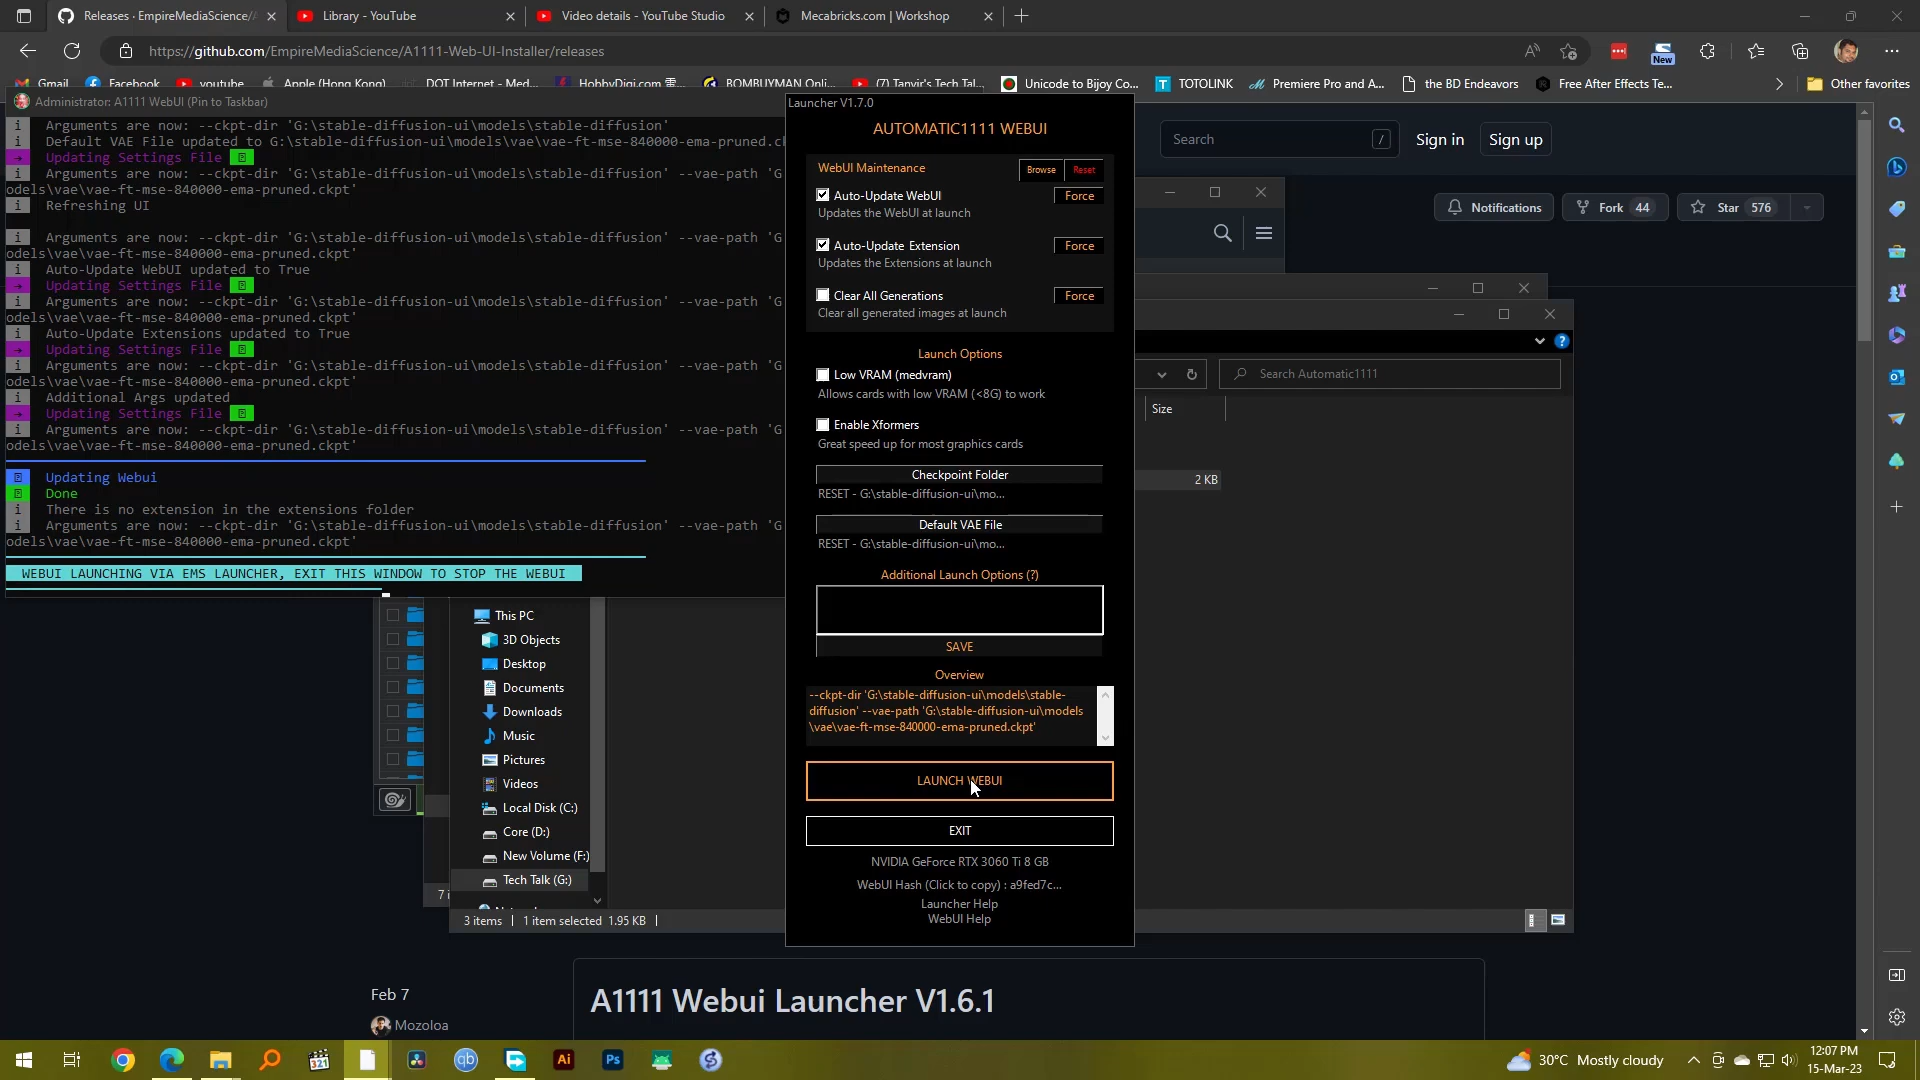 Releases · EmpireMediaScience/A
Library - YouTube
Video details - YouTube Studio
Mecabricks.com | Workshop
https://github.com/EmpireMediaScience/A1111-Web-UI-Installer/releases
New
Gmail
Facebook
youtube
Apple (Hong Kong)
DOT Internet - Med...
HobbyDigi.com 電...
BOMBUYMAN Onli...
(7) Tanvir's Tech Tal...
Unicode to Bijoy Co...
TOTOLINK
Premiere Pro and A...
the BD Endeavors
Free After Effects Te...
Other favorites
Administrator: A1111 WebUI (Pin to Taskbar)
i Arguments are now: --ckpt-dir 'G:\stable-diffusion-ui\models\stable-diffusion'
i Default VAE File updated to G:\stable-diffusion-ui\models\vae\vae-ft-mse-840000-ema-pruned.ck
Updating Settings File
i Arguments are now: --ckpt-dir 'G:\stable-diffusion-ui\models\stable-diffusion' --vae-path 'G
odels\vae\vae-ft-mse-840000-ema-pruned.ckpt'
i Refreshing UI
i Arguments are now: --ckpt-dir 'G:\stable-diffusion-ui\models\stable-diffusion' --vae-path 'G
odels\vae\vae-ft-mse-840000-ema-pruned.ckpt'
i Auto-Update WebUI updated to True
Updating Settings File
i Arguments are now: --ckpt-dir 'G:\stable-diffusion-ui\models\stable-diffusion' --vae-path 'G
odels\vae\vae-ft-mse-840000-ema-pruned.ckpt'
i Auto-Update Extensions updated to True
Updating Settings File
i Arguments are now: --ckpt-dir 'G:\stable-diffusion-ui\models\stable-diffusion' --vae-path 'G
odels\vae\vae-ft-mse-840000-ema-pruned.ckpt'
i Additional Args updated
Updating Settings File
i Arguments are now: --ckpt-dir 'G:\stable-diffusion-ui\models\stable-diffusion' --vae-path 'G
odels\vae\vae-ft-mse-840000-ema-pruned.ckpt'
Updating Webui
Done
i There is no extension in the extensions folder
i Arguments are now: --ckpt-dir 'G:\stable-diffusion-ui\models\stable-diffusion' --vae-path 'G
odels\vae\vae-ft-mse-840000-ema-pruned.ckpt'
WEBUI LAUNCHING VIA EMS LAUNCHER, EXIT THIS WINDOW TO STOP THE WEBUI
Launcher V1.7.0
AUTOMATIC1111 WEBUI
WebUI Maintenance
Browse
Reset
Auto-Update WebUI
Force
Updates the WebUI at launch
Auto-Update Extension
Force
Updates the Extensions at launch
Clear All Generations
Force
Clear all generated images at launch
Launch Options
Low VRAM (medvram)
Allows cards with low VRAM (<8G) to work
Enable Xformers
Great speed up for most graphics cards
Checkpoint Folder
RESET - G:\stable-diffusion-ui\mo...
Default VAE File
RESET - G:\stable-diffusion-ui\mo...
Additional Launch Options (?)
SAVE
Overview
--ckpt-dir 'G:\stable-diffusion-ui\models\stable-
diffusion' --vae-path 'G:\stable-diffusion-ui\models
\vae\vae-ft-mse-840000-ema-pruned.ckpt'
LAUNCH WEBUI
EXIT
NVIDIA GeForce RTX 3060 Ti 8 GB
WebUI Hash (Click to copy) : a9fed7c...
Launcher Help
WebUI Help
Search
/
Sign in
Sign up
Notifications
Fork 44
Star 576
Search Automatic1111
Size
2 KB
This PC
3D Objects
Desktop
Documents
Downloads
Music
Pictures
Videos
Local Disk (C:)
Core (D:)
New Volume (F:)
Tech Talk (G:)
7 i
3 items
1 item selected 1.95 KB
Feb 7
Mozoloa
A1111 Webui Launcher V1.6.1
321
qb
Ai
Ps
30°C Mostly cloudy
12:07 PM
15-Mar-23